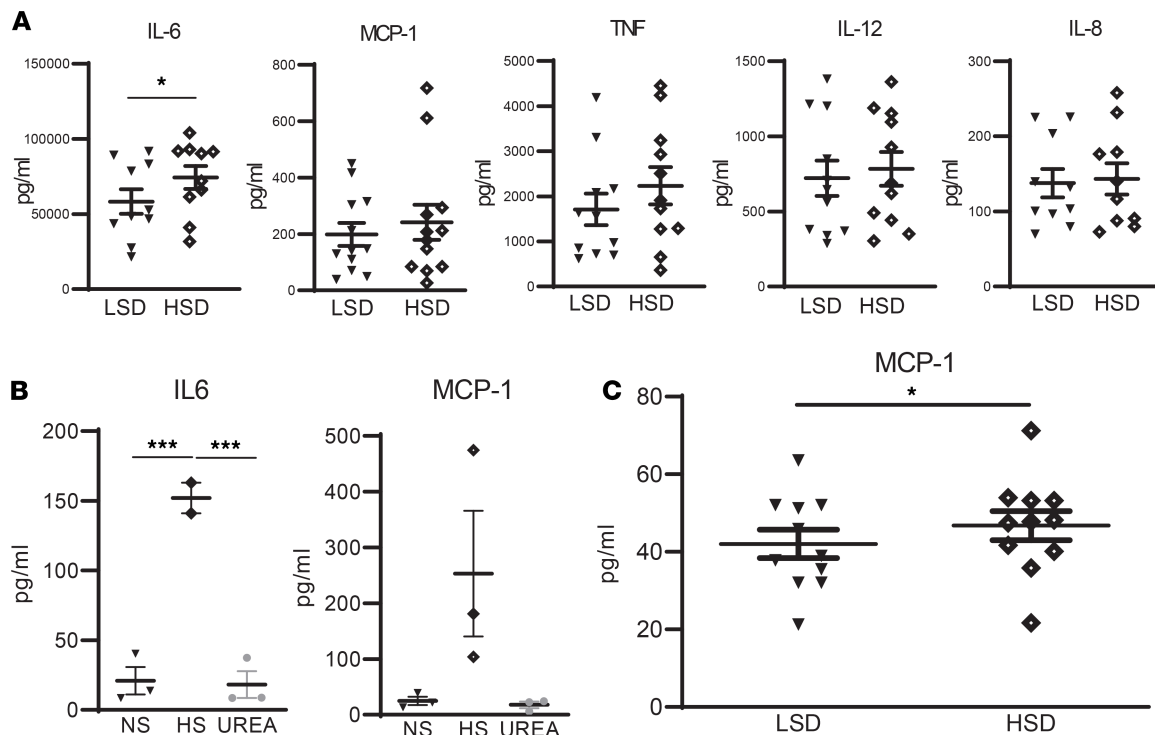 A
IL-6
MCP-1
TNF
IL-12
IL-8
*
pg/ml
150000
100000
50000
0
LSD HSD
pg/ml
800
600
400
200
0
LSD HSD
pg/ml
5000
4000
3000
2000
1000
0
LSD HSD
pg/ml
1500
1000
500
0
LSD HSD
pg/ml
300
200
100
0
LSD HSD
B
IL6
*** ***
pg/ml
200
150
100
50
0
NS HS UREA
MCP-1
pg/ml
500
400
300
200
100
0
NS HS UREA
C
MCP-1
*
pg/ml
80
60
40
20
0
LSD HSD